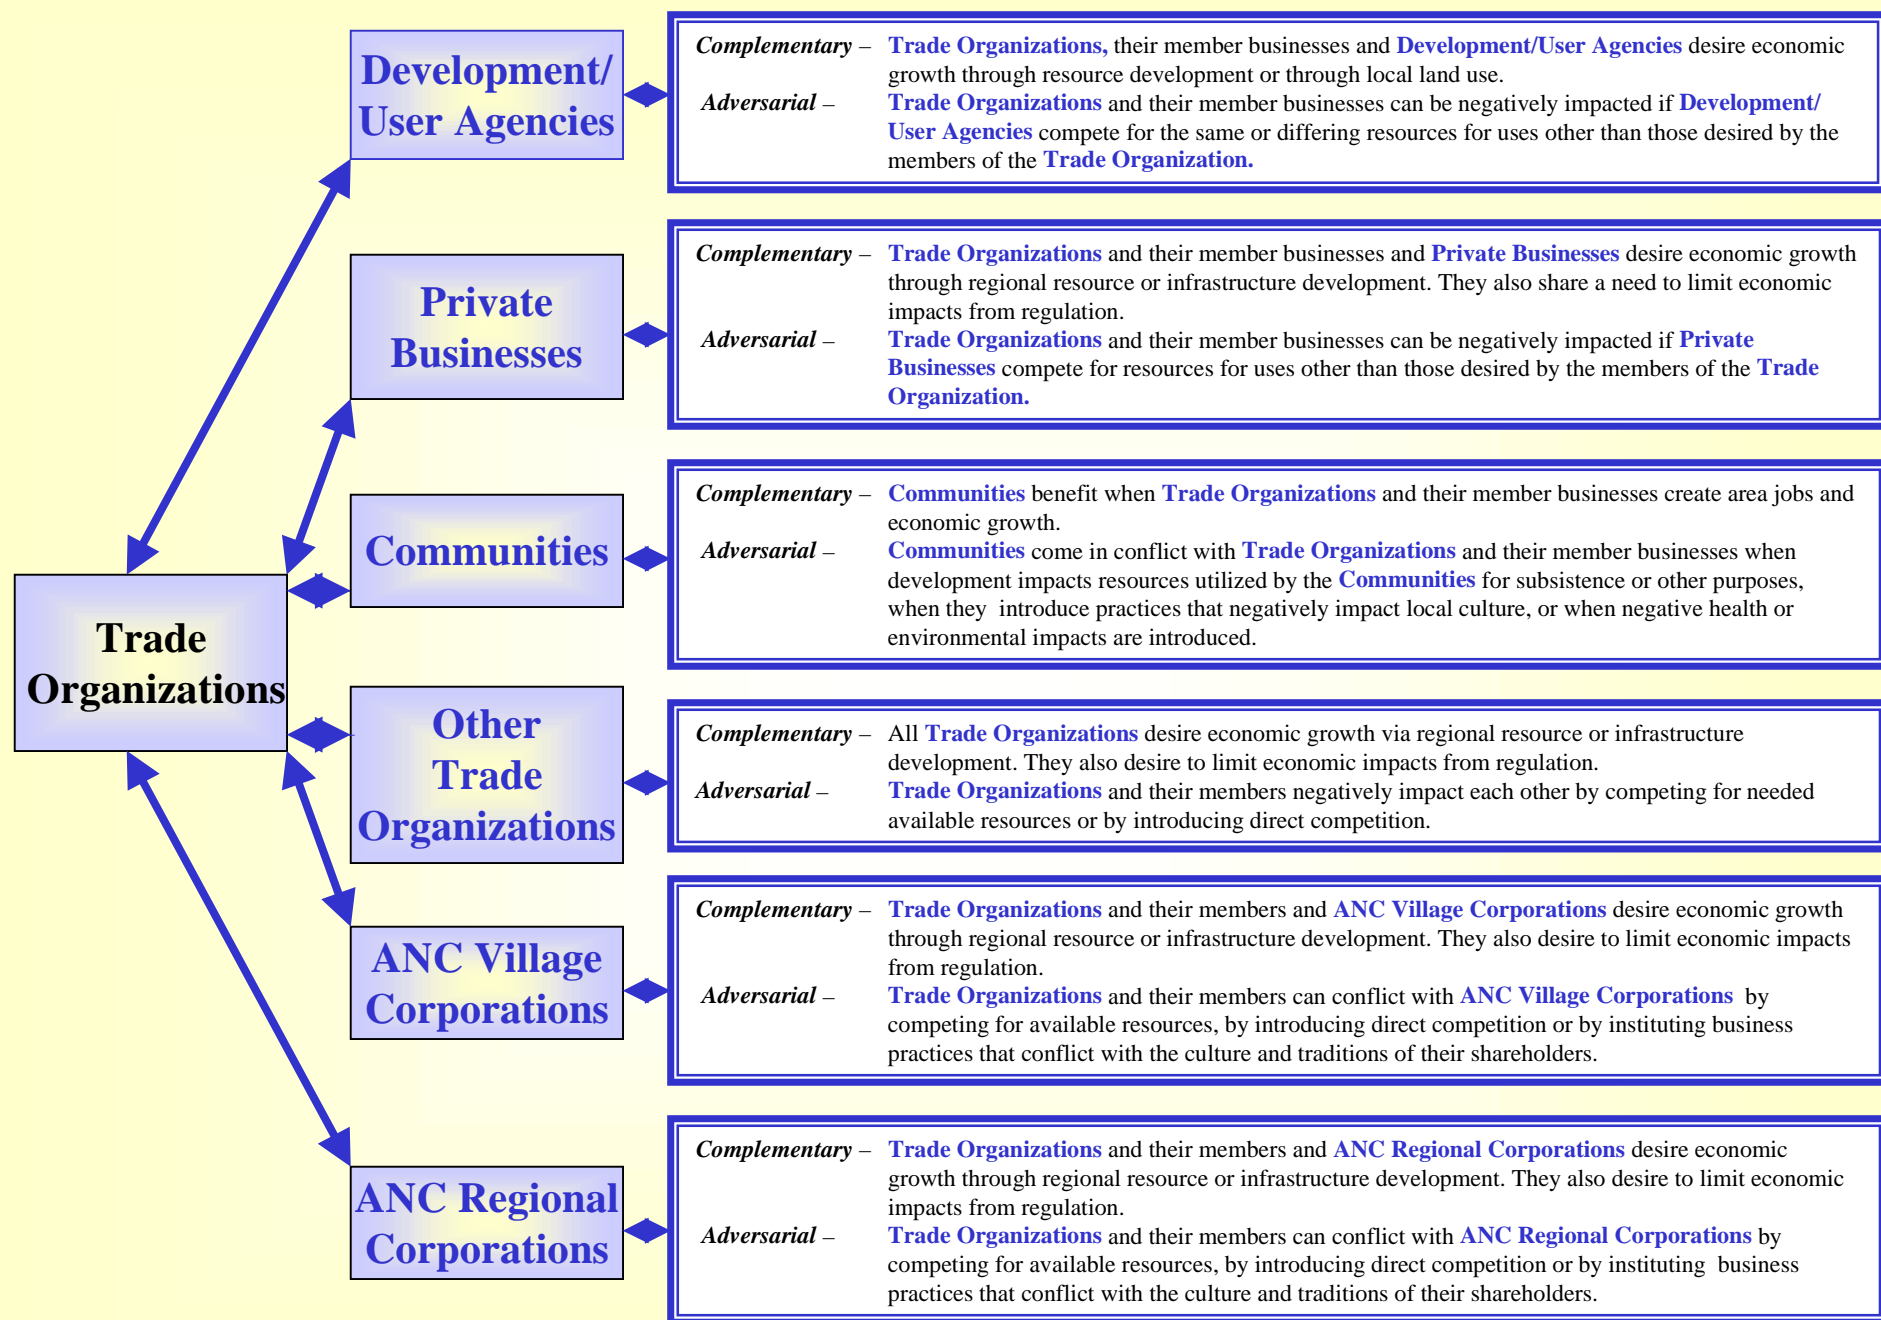 Development/
User Agencies
Complementary – Trade Organizations, their member businesses and Development/User Agencies desire economic
growth through resource development or through local land use.
Adversarial – Trade Organizations and their member businesses can be negatively impacted if Development/
User Agencies compete for the same or differing resources for uses other than those desired by the
members of the Trade Organization.
Private
Businesses
Complementary – Trade Organizations and their member businesses and Private Businesses desire economic growth
through regional resource or infrastructure development. They also share a need to limit economic
impacts from regulation.
Adversarial – Trade Organizations and their member businesses can be negatively impacted if Private
Businesses compete for resources for uses other than those desired by the members of the Trade
Organization.
Communities
Complementary – Communities benefit when Trade Organizations and their member businesses create area jobs and
economic growth.
Adversarial – Communities come in conflict with Trade Organizations and their member businesses when
development impacts resources utilized by the Communities for subsistence or other purposes,
when they introduce practices that negatively impact local culture, or when negative health or
environmental impacts are introduced.
Trade
Organizations
Other
Trade
Organizations
Complementary – All Trade Organizations desire economic growth via regional resource or infrastructure
development. They also desire to limit economic impacts from regulation.
Adversarial – Trade Organizations and their members negatively impact each other by competing for needed
available resources or by introducing direct competition.
ANC Village
Corporations
Complementary – Trade Organizations and their members and ANC Village Corporations desire economic growth
through regional resource or infrastructure development. They also desire to limit economic impacts
from regulation.
Adversarial – Trade Organizations and their members can conflict with ANC Village Corporations by
competing for available resources, by introducing direct competition or by instituting business
practices that conflict with the culture and traditions of their shareholders.
ANC Regional
Corporations
Complementary – Trade Organizations and their members and ANC Regional Corporations desire economic
growth through regional resource or infrastructure development. They also desire to limit economic
impacts from regulation.
Adversarial – Trade Organizations and their members can conflict with ANC Regional Corporations by
competing for available resources, by introducing direct competition or by instituting business
practices that conflict with the culture and traditions of their shareholders.